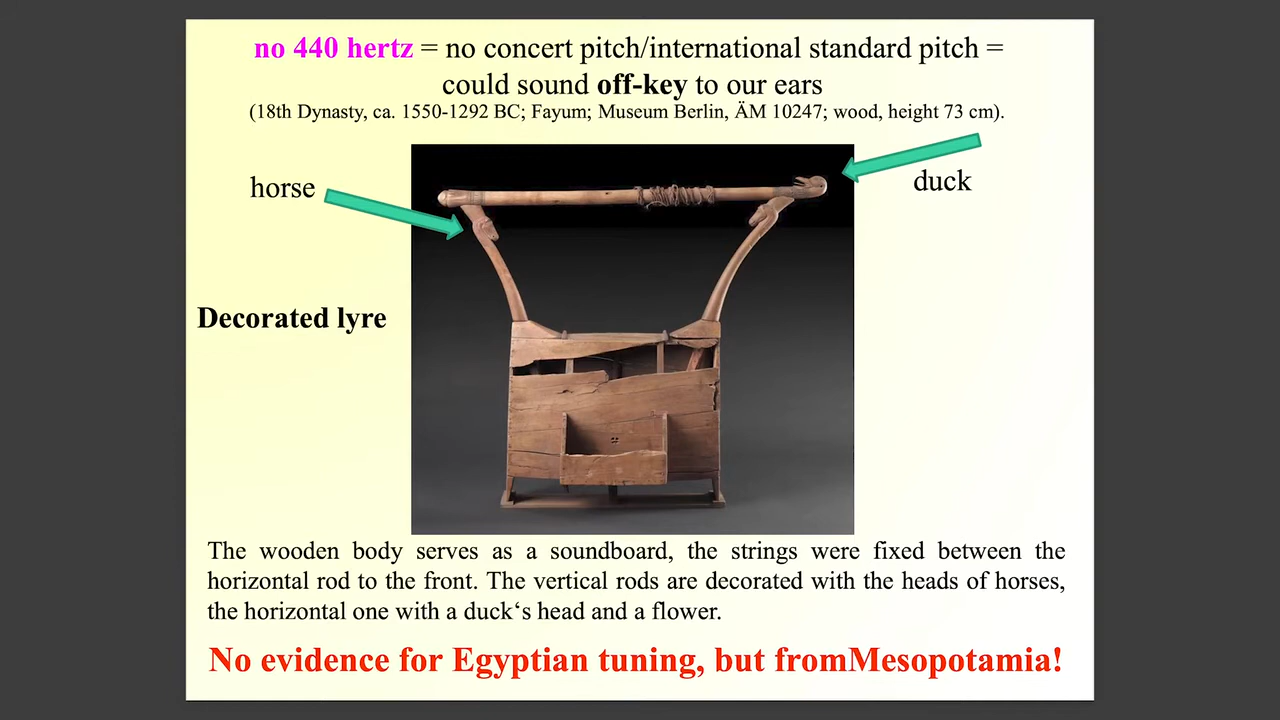 no 440 hertz = no concert pitch/international standard pitch =
could sound off-key to our ears
(18th Dynasty, ca. 1550-1292 BC; Fayum; Museum Berlin, ÄM 10247; wood, height 73 cm).
horse
duck
Decorated lyre
The wooden body serves as a soundboard, the strings were fixed between the
horizontal rod to the front. The vertical rods are decorated with the heads of horses,
the horizontal one with a duck‘s head and a flower.
No evidence for Egyptian tuning, but fromMesopotamia!